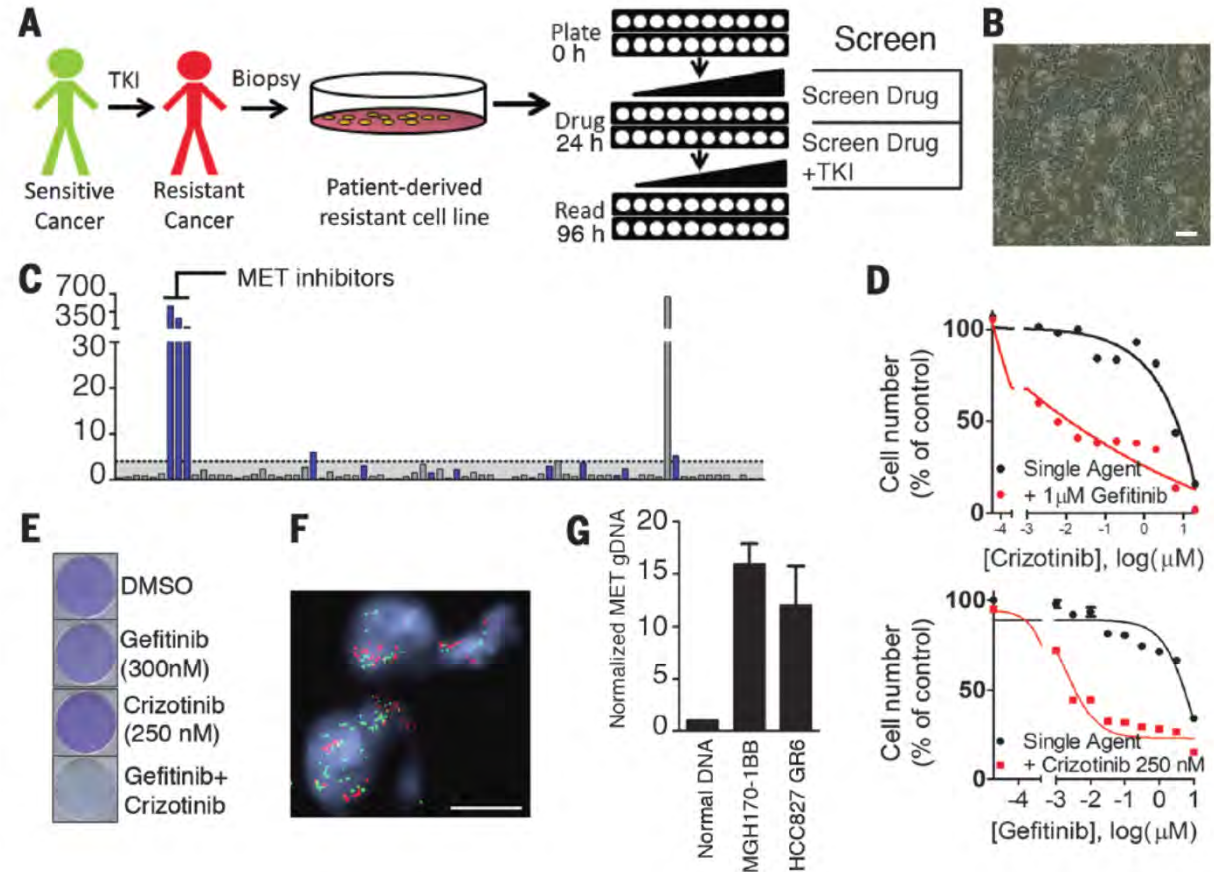 A
TKI
Biopsy
Sensitive
Cancer
Resistant
Cancer
Patient-derived
resistant cell line
Plate
0 h
Drug
24 h
Read
96 h
Screen
Screen Drug
Screen Drug
+TKI
B
C
MET inhibitors
700
350
30
20
10
0
D
Cell number
(% of control)
100
50
0
Single Agent
+ 1μM Gefitinib
-4 -3 -2 -1 0 1
[Crizotinib], log(μM)
Cell number
(% of control)
100
50
0
Single Agent
+ Crizotinib 250 nM
-4 -3 -2 -1 0 1
[Gefitinib], log(μM)
E
DMSO
Gefitinib
(300nM)
Crizotinib
(250 nM)
Gefitinib+
Crizotinib
F
G
Normalized MET gDNA
20
15
10
5
0
Normal DNA
MGH170-1BB
HCC827 GR6